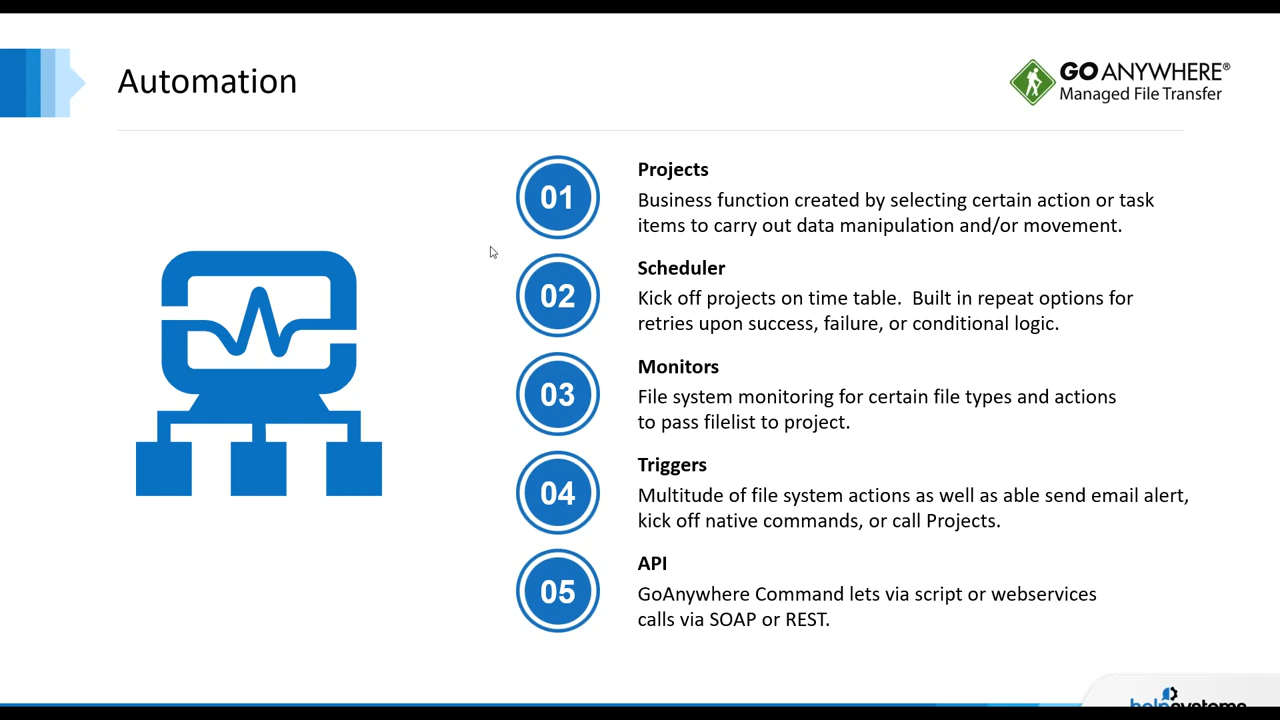 Automation
GO ANYWHERE®
Managed File Transfer
01
Projects
Business function created by selecting certain action or task
items to carry out data manipulation and/or movement.
02
Scheduler
Kick off projects on time table.  Built in repeat options for
retries upon success, failure, or conditional logic.
03
Monitors
File system monitoring for certain file types and actions
to pass filelist to project.
04
Triggers
Multitude of file system actions as well as able send email alert,
kick off native commands, or call Projects.
05
API
GoAnywhere Command lets via script or webservices
calls via SOAP or REST.
helpsystems